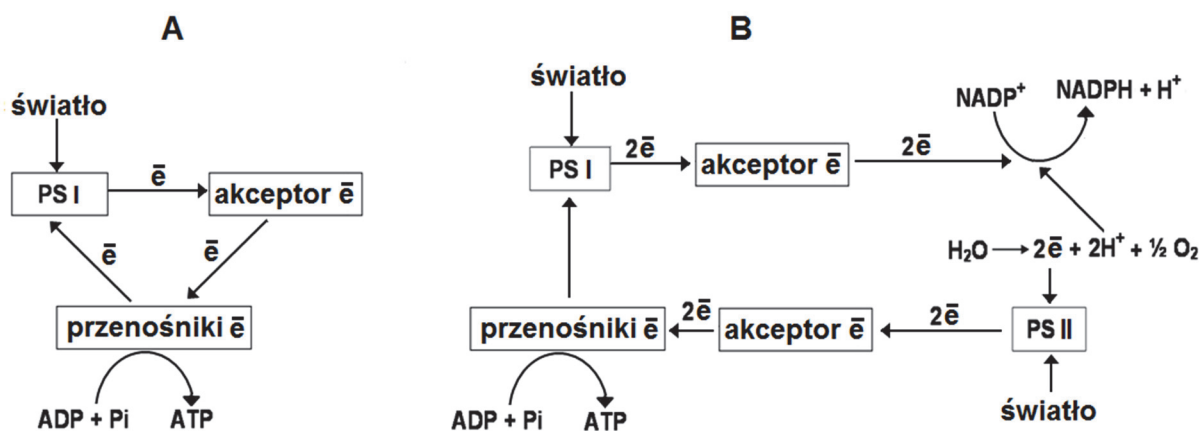 A
światło
PS I
ē
akceptor ē
ē
ē
przenośniki ē
ADP + Pi
ATP
B
światło
NADP⁺
NADPH + H⁺
PS I
2ē
akceptor ē
2ē
H₂O → 2ē + 2H⁺ + ½ O₂
przenośniki ē
2ē
akceptor ē
2ē
PS II
ADP + Pi
ATP
światło